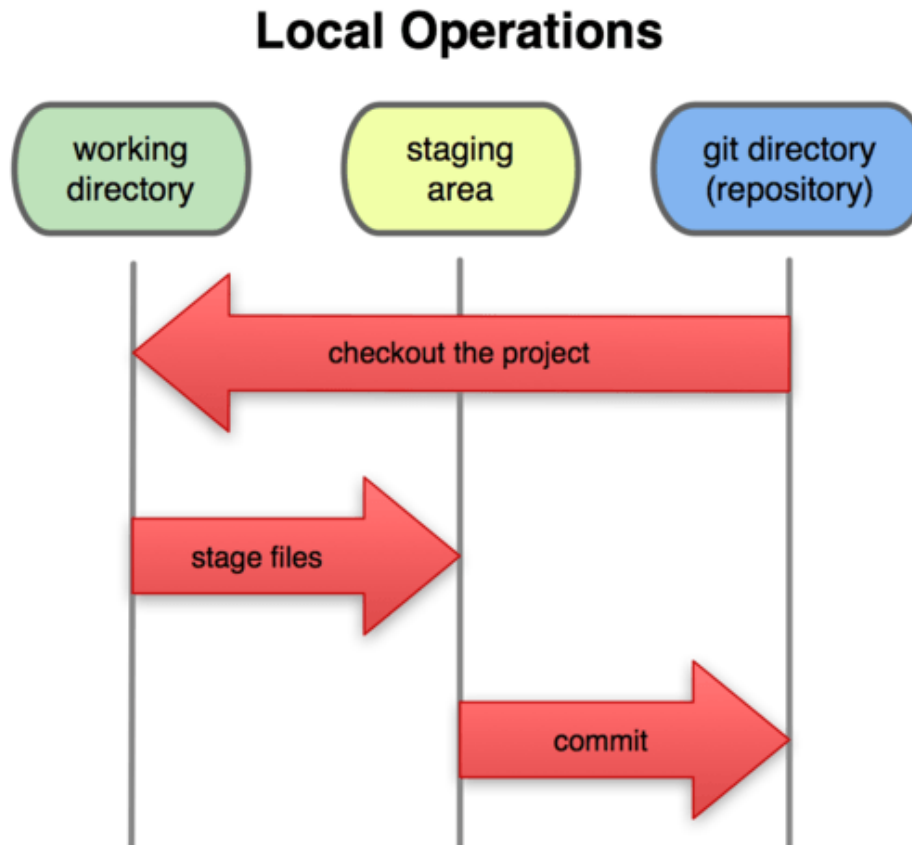 Local Operations
working
directory
staging
area
git directory
(repository)
checkout the project
stage files
commit